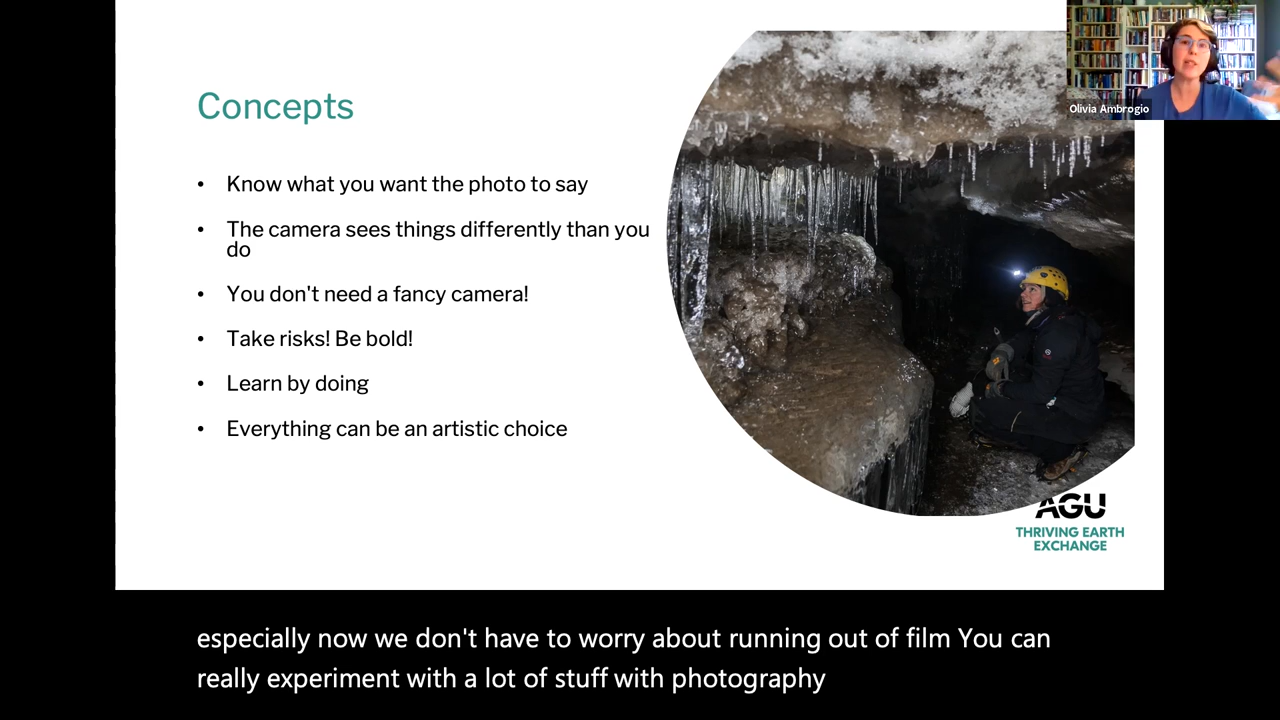 Concepts
• Know what you want the photo to say
• The camera sees things differently than you
do
• You don't need a fancy camera!
• Take risks! Be bold!
• Learn by doing
• Everything can be an artistic choice
Olivia Ambrogio
AGU
THRIVING EARTH
EXCHANGE
especially now we don't have to worry about running out of film You can
really experiment with a lot of stuff with photography